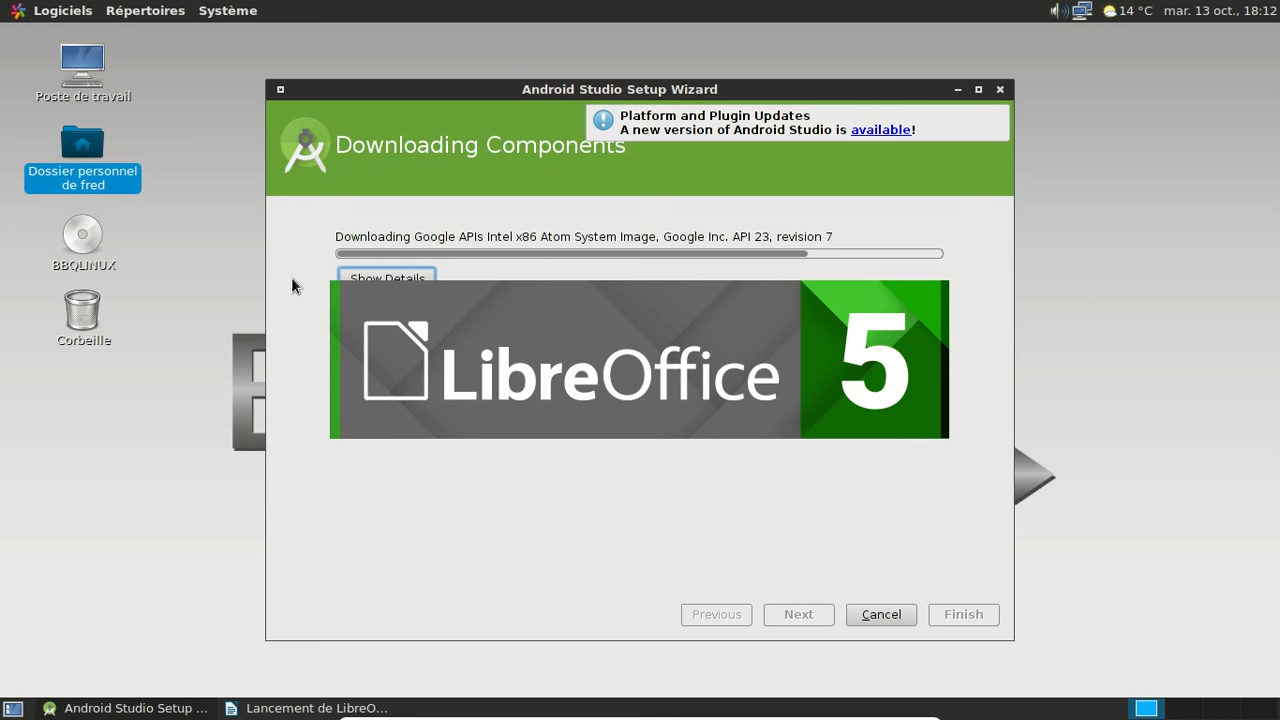 Logiciels Répertoires Système
14 °C mar. 13 oct., 18:12
Poste de travail
Dossier personnel
de fred
BBQLINUX
Corbeille
Android Studio Setup Wizard
Platform and Plugin Updates
A new version of Android Studio is available!
Downloading Components
Downloading Google APIs Intel x86 Atom System Image, Google Inc. API 23, revision 7
Show Details
LibreOffice 5
Previous Next Cancel Finish
Android Studio Setup ... Lancement de LibreO...